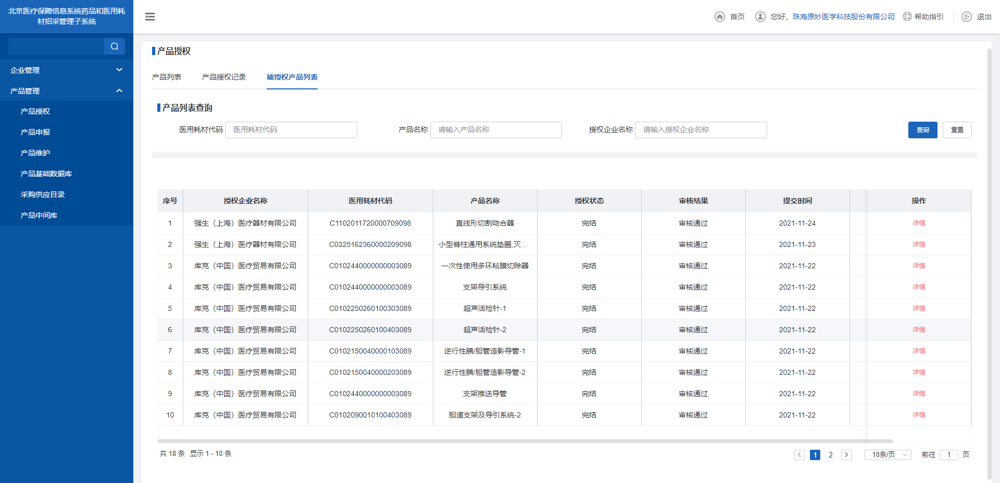 北京医疗保障信息系统药品和医用耗
材招采管理子系统
首页 您好，珠海原妙医学科技股份有限公司 帮助指引 退出
企业管理
产品管理
产品授权
产品申报
产品维护
产品基础数据库
采购供应目录
产品中间库
产品授权
产品列表 产品授权记录 被授权产品列表
产品列表查询
医用耗材代码 医用耗材代码 产品名称 请输入产品名称 授权企业名称 请输入授权企业名称 查询 重置
序号 授权企业名称 医用耗材代码 产品名称 授权状态 审核结果 提交时间 操作
1 强生（上海）医疗器材有限公司 C1102011720000709098 直线形切割吻合器 完结 审核通过 2021-11-24 详情
2 强生（上海）医疗器材有限公司 C0325162360000209098 小型脊柱通用系统垫圈,灭... 完结 审核通过 2021-11-23 详情
3 库克（中国）医疗贸易有限公司 C0102440000000003089 一次性使用多环粘膜切除器 完结 审核通过 2021-11-22 详情
4 库克（中国）医疗贸易有限公司 C0102440000000003089 支架导引系统 完结 审核通过 2021-11-22 详情
5 库克（中国）医疗贸易有限公司 C0102250260100303089 超声活检针-1 完结 审核通过 2021-11-22 详情
6 库克（中国）医疗贸易有限公司 C0102250260100403089 超声活检针-2 完结 审核通过 2021-11-22 详情
7 库克（中国）医疗贸易有限公司 C0102150040000103089 逆行性胰/胆管造影导管-1 完结 审核通过 2021-11-22 详情
8 库克（中国）医疗贸易有限公司 C0102150040000203089 逆行性胰/胆管造影导管-2 完结 审核通过 2021-11-22 详情
9 库克（中国）医疗贸易有限公司 C0102440000000003089 支架推送导管 完结 审核通过 2021-11-22 详情
10 库克（中国）医疗贸易有限公司 C0102090010100403089 胆道支架及导引系统-2 完结 审核通过 2021-11-22 详情
共 18 条 显示 1 - 10 条 1 2 10条/页 前往 1 页